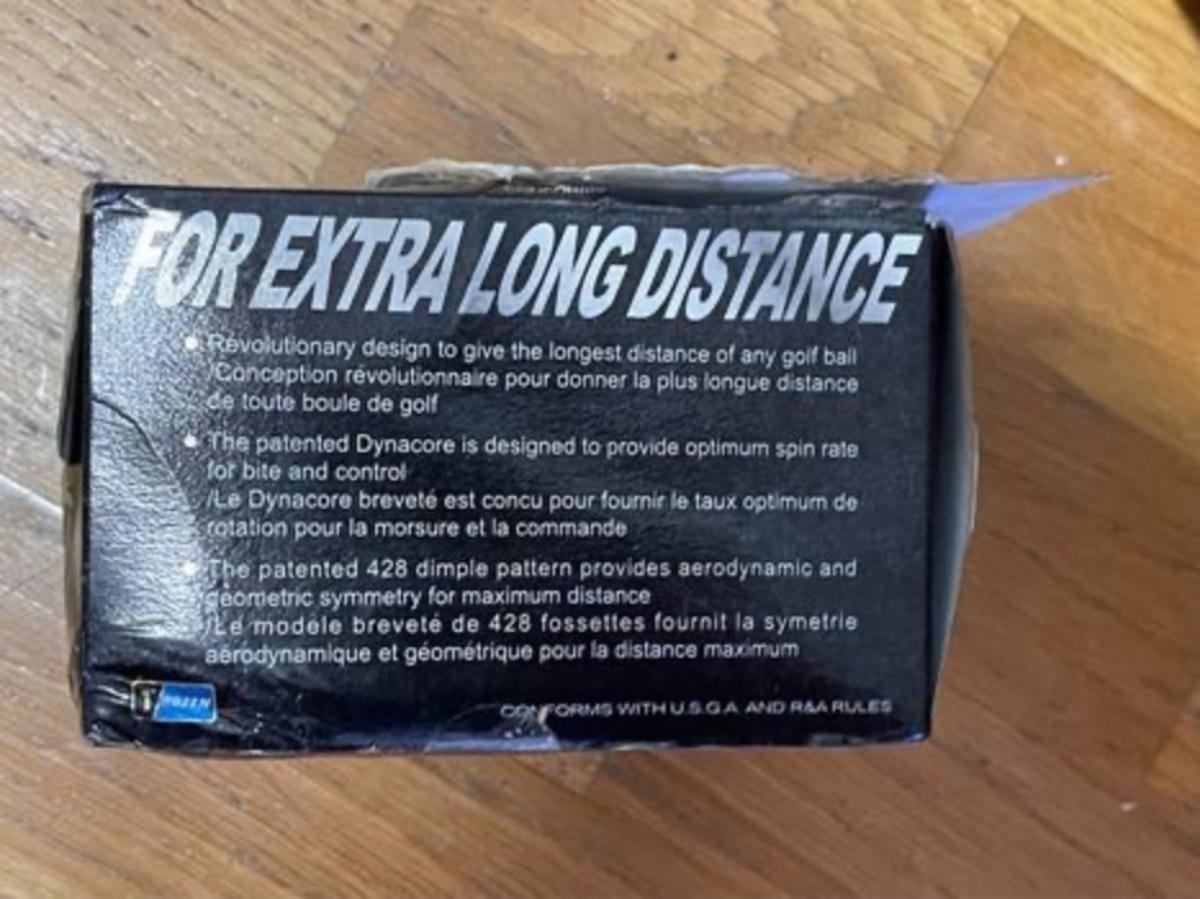 FOR EXTRA LONG DISTANCE
• Revolutionary design to give the longest distance of any golf ball
/Conception révolutionnaire pour donner la plus longue distance
de toute boule de golf
• The patented Dynacore is designed to provide optimum spin rate
for bite and control
/Le Dynacore breveté est concu pour fournir le taux optimum de
rotation pour la morsure et la commande
• The patented 428 dimple pattern provides aerodynamic and
geometric symmetry for maximum distance
/Le modele breveté de 428 fossettes fournit la symetrie
aérodynamique et géométrique pour la distance maximum
CONFORMS WITH U.S.G.A AND R&A RULES